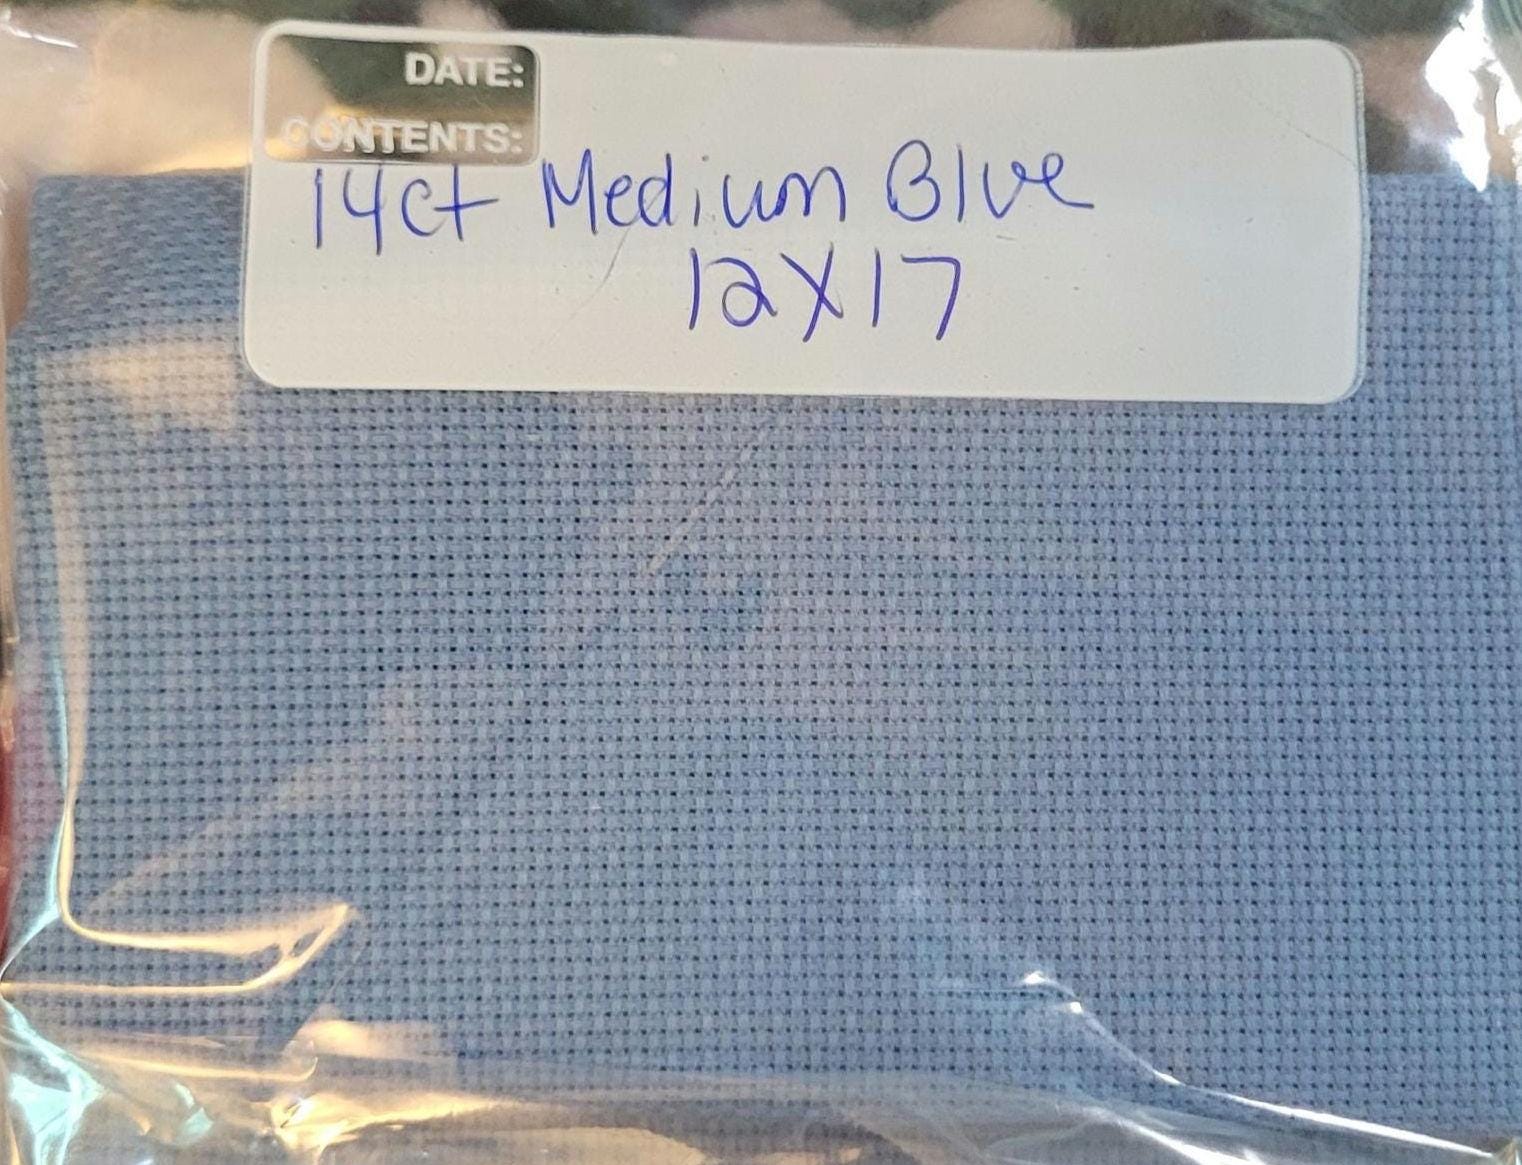 DATE:
CONTENTS:
14ct Medium Blue
12X17